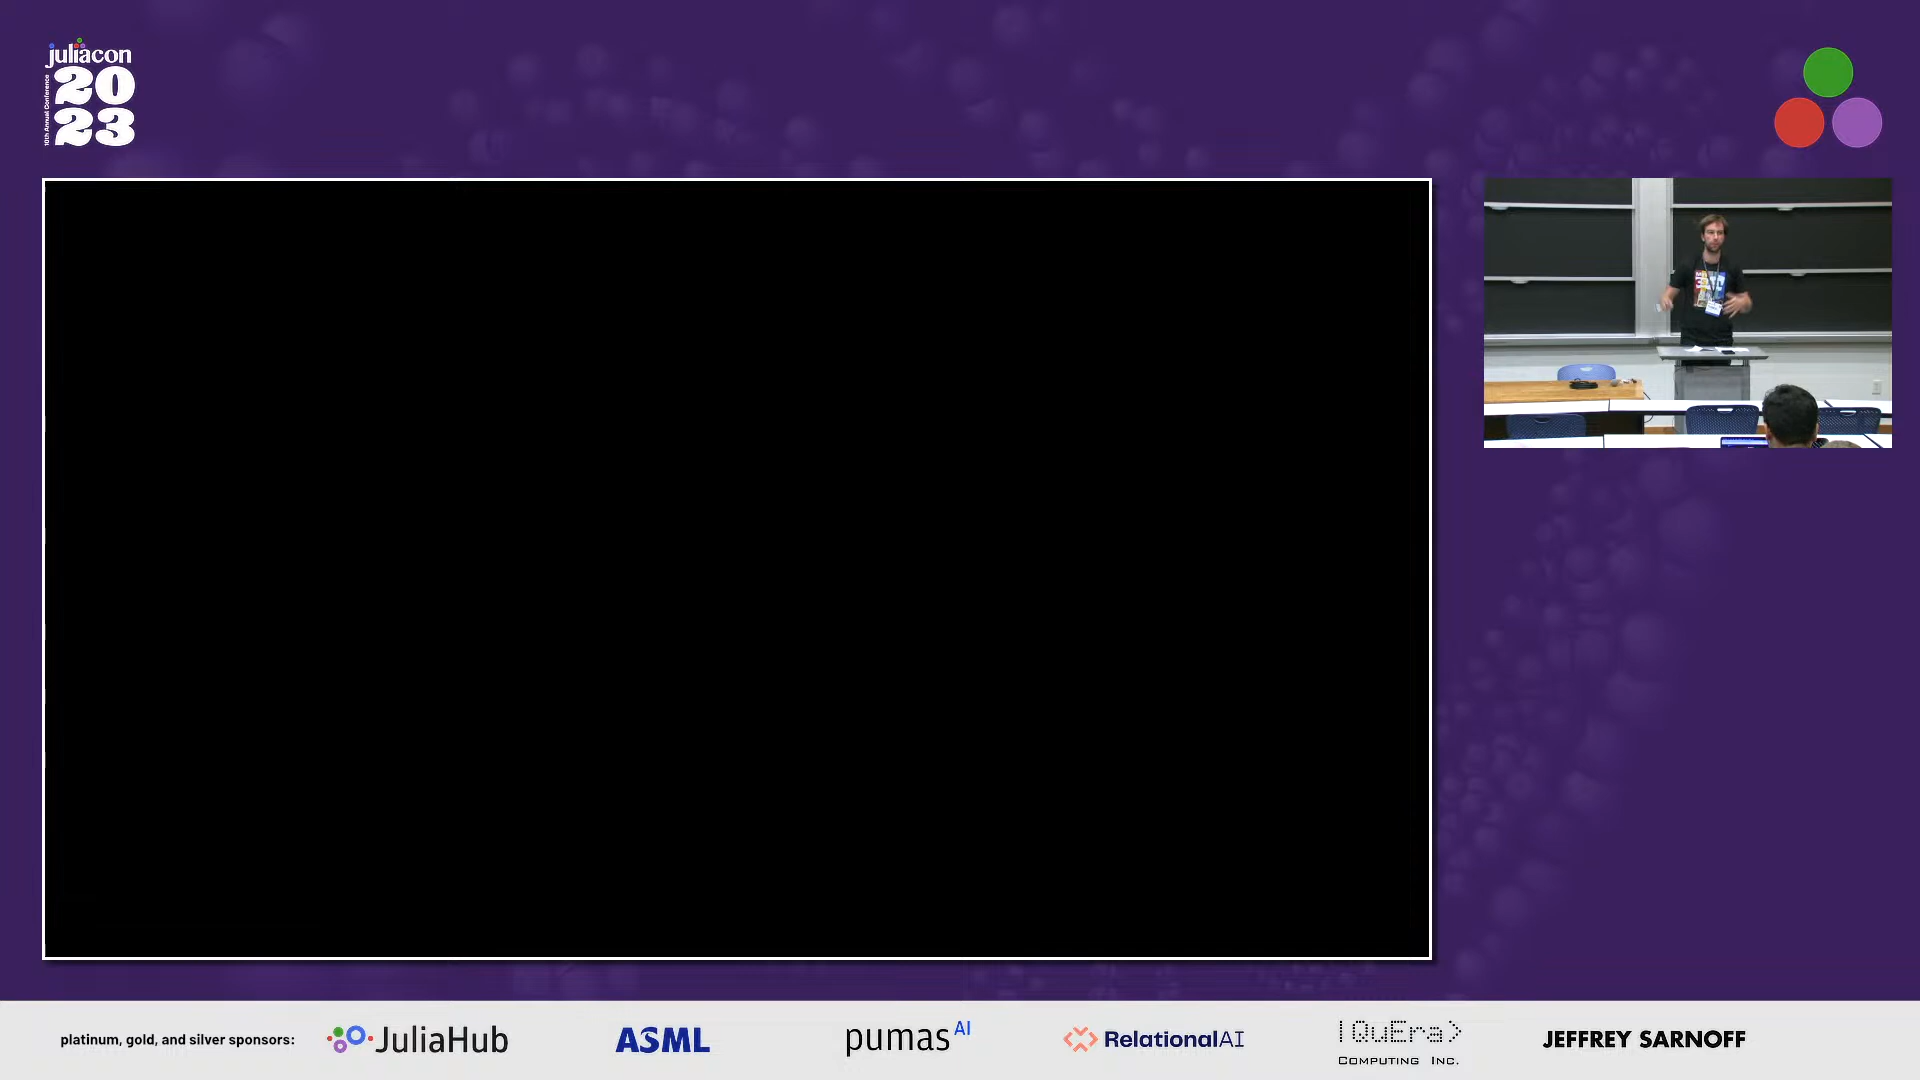 juliacon
10th Annual Conference
20
23
platinum, gold, and silver sponsors:
JuliaHub
ASML
pumas AI
RelationalAI
|QuEra>
COMPUTING INC.
JEFFREY SARNOFF